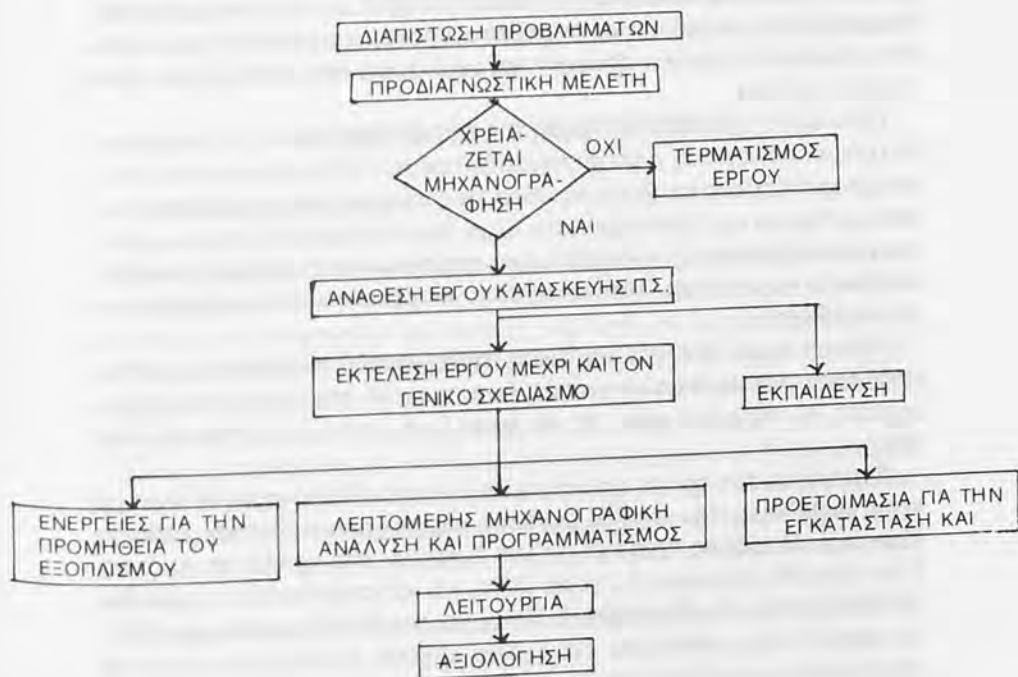 ΔΙΑΠΙΣΤΩΣΗ ΠΡΟΒΛΗΜΑΤΩΝ
ΠΡΟΔΙΑΓΝΩΣΤΙΚΗ ΜΕΛΕΤΗ
ΧΡΕΙΑ-
ΖΕΤΑΙ
ΜΗΧΑΝΟΓΡΑ-
ΦΗΣΗ
ΟΧΙ
ΤΕΡΜΑΤΙΣΜΟΣ
ΕΡΓΟΥ
ΝΑΙ
ΑΝΑΘΕΣΗ ΕΡΓΟΥ ΚΑΤΑΣΚΕΥΗΣ Π.Σ.
ΕΚΤΕΛΕΣΗ ΕΡΓΟΥ ΜΕΧΡΙ ΚΑΙ ΤΟΝ
ΓΕΝΙΚΟ ΣΧΕΔΙΑΣΜΟ
ΕΚΠΑΙΔΕΥΣΗ
ΕΝΕΡΓΕΙΕΣ ΓΙΑ ΤΗΝ
ΠΡΟΜΗΘΕΙΑ ΤΟΥ
ΕΞΟΠΛΙΣΜΟΥ
ΛΕΠΤΟΜΕΡΗΣ ΜΗΧΑΝΟΓΡΑΦΙΚΗ
ΑΝΑΛΥΣΗ ΚΑΙ ΠΡΟΓΡΑΜΜΑΤΙΣΜΟΣ
ΠΡΟΕΤΟΙΜΑΣΙΑ ΓΙΑ ΤΗΝ
ΕΓΚΑΤΑΣΤΑΣΗ ΚΑΙ
ΛΕΙΤΟΥΡΓΙΑ
ΑΞΙΟΛΟΓΗΣΗ